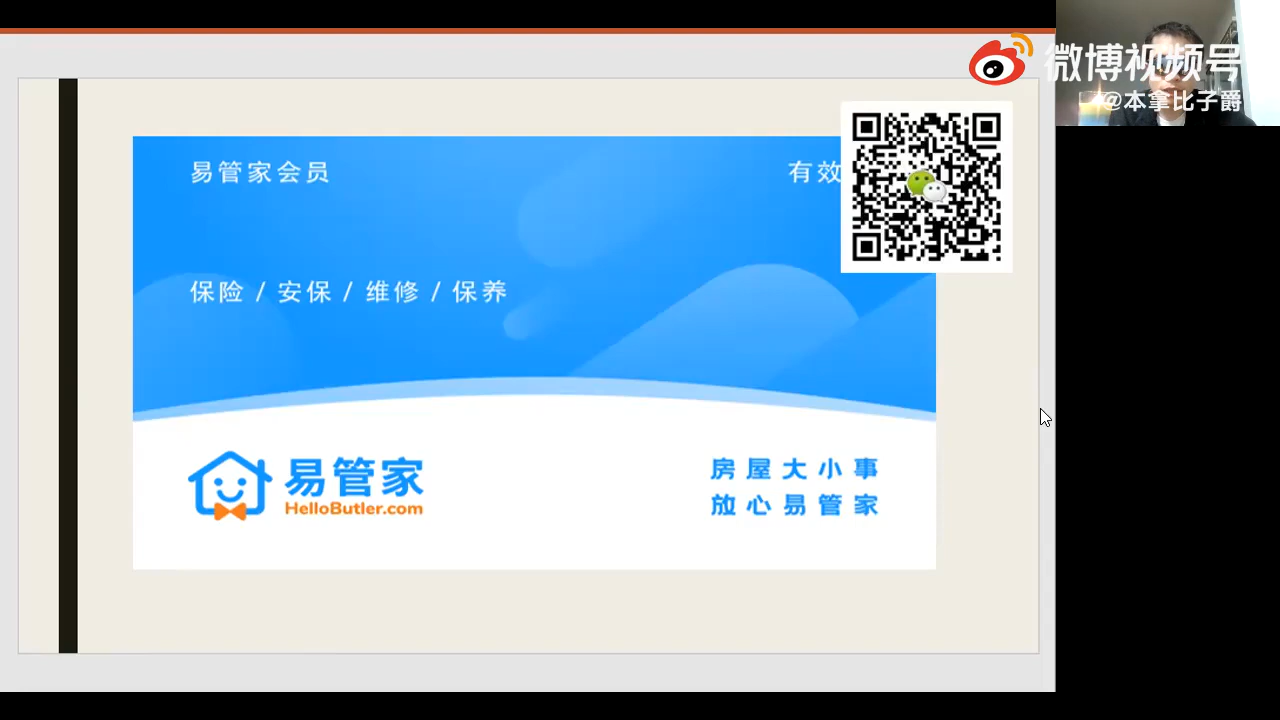 微博视频号
@本拿比子爵
易管家会员
有效
保险 / 安保 / 维修 / 保养
易管家
HelloButler.com
房屋大小事
放心易管家